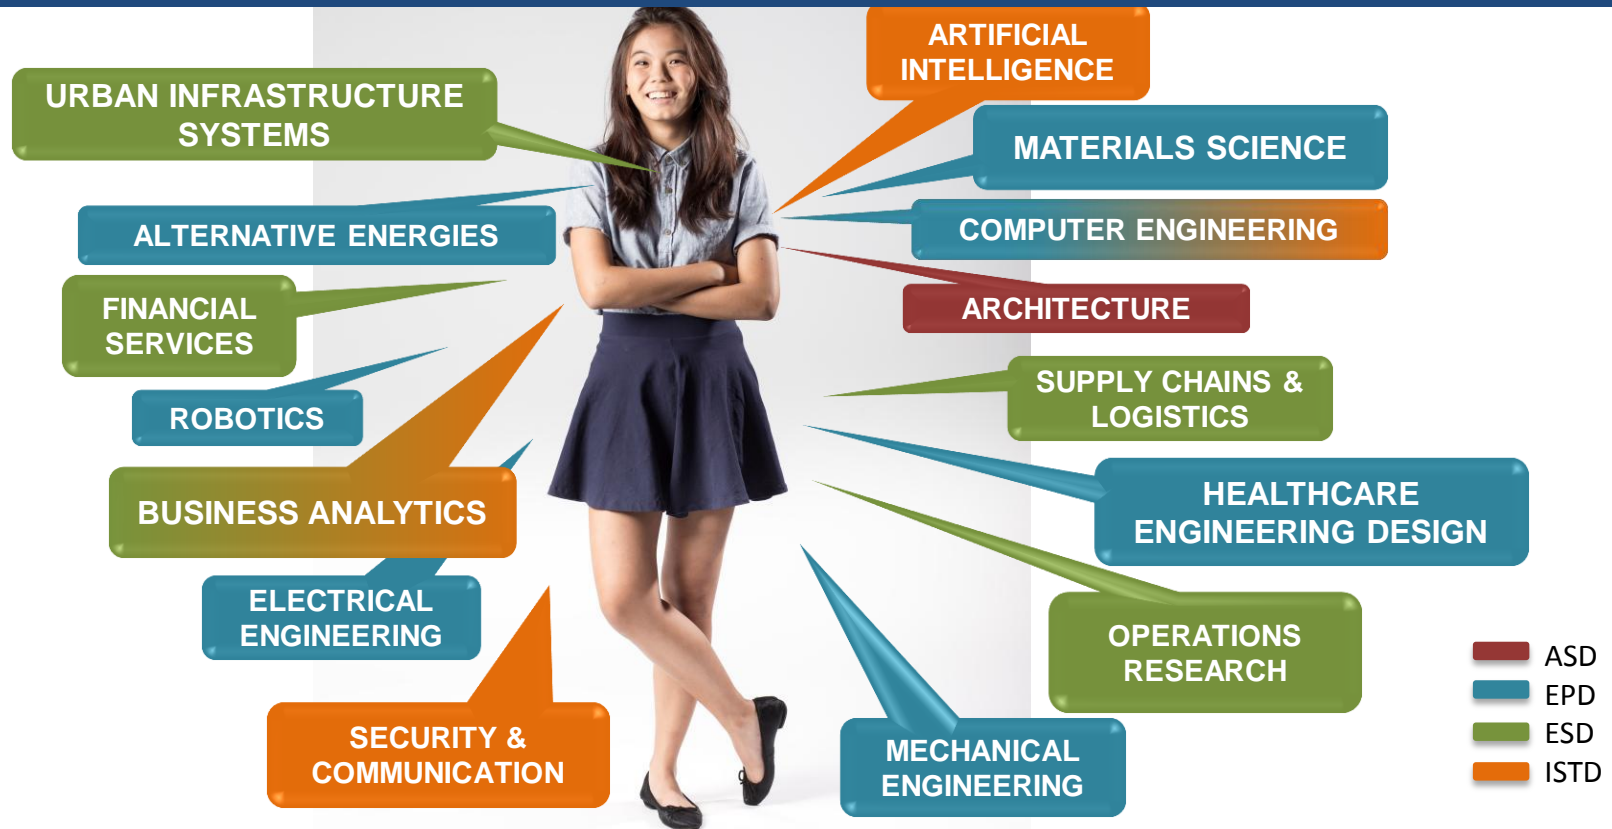 URBAN INFRASTRUCTURE
SYSTEMS
ALTERNATIVE ENERGIES
FINANCIAL
SERVICES
ROBOTICS
BUSINESS ANALYTICS
ELECTRICAL
ENGINEERING
SECURITY &
COMMUNICATION
ARTIFICIAL
INTELLIGENCE
MATERIALS SCIENCE
COMPUTER ENGINEERING
ARCHITECTURE
SUPPLY CHAINS &
LOGISTICS
HEALTHCARE
ENGINEERING DESIGN
OPERATIONS
RESEARCH
MECHANICAL
ENGINEERING
ASD
EPD
ESD
ISTD